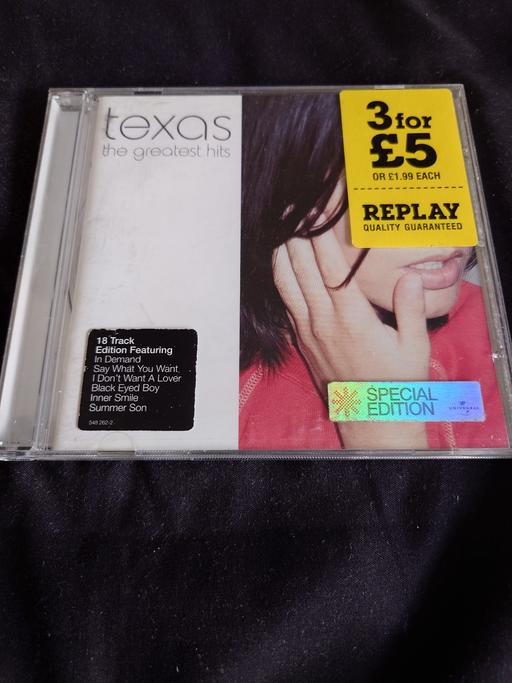 texas
the greatest hits
3 for
£5
OR £1.99 EACH
REPLAY
QUALITY GUARANTEED
18 Track
Edition Featuring
In Demand
Say What You Want
I Don't Want A Lover
Black Eyed Boy
Inner Smile
Summer Son
548 262-2
SPECIAL
EDITION
UNIVERSAL